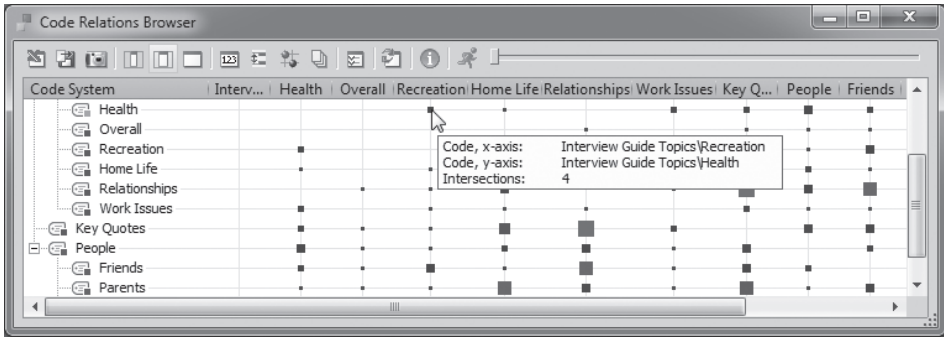 Code Relations Browser
123
Code System Interv... Health Overall Recreation Home Life Relationships Work Issues Key Q... People Friends
Health
Overall
Recreation
Home Life
Relationships
Work Issues
Key Quotes
People
Friends
Parents
Code, x-axis: Interview Guide Topics\Recreation
Code, y-axis: Interview Guide Topics\Health
Intersections: 4